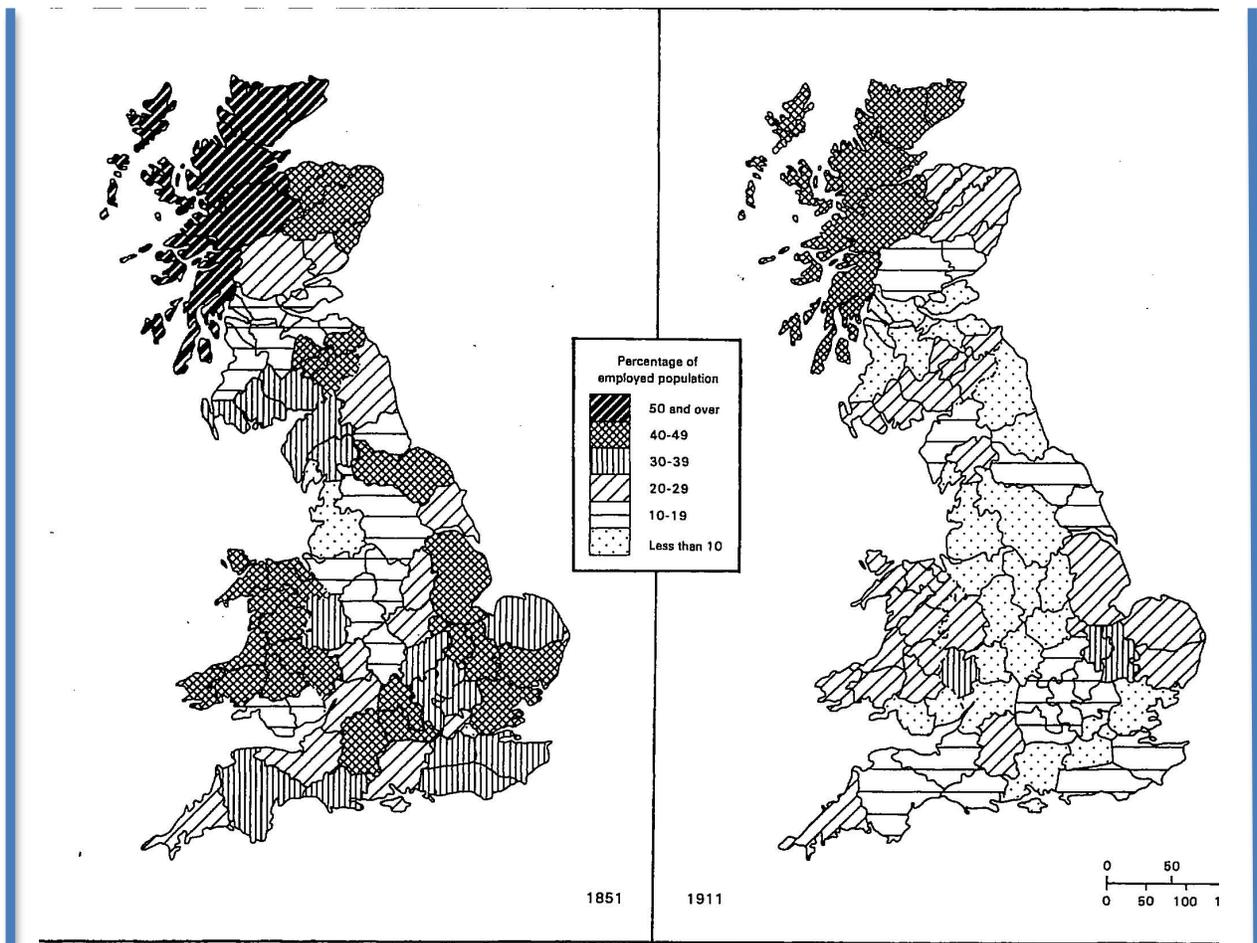 Percentage of
employed population
50 and over
40-49
30-39
20-29
10-19
Less than 10
1851
1911
0 50
0 50 100 1